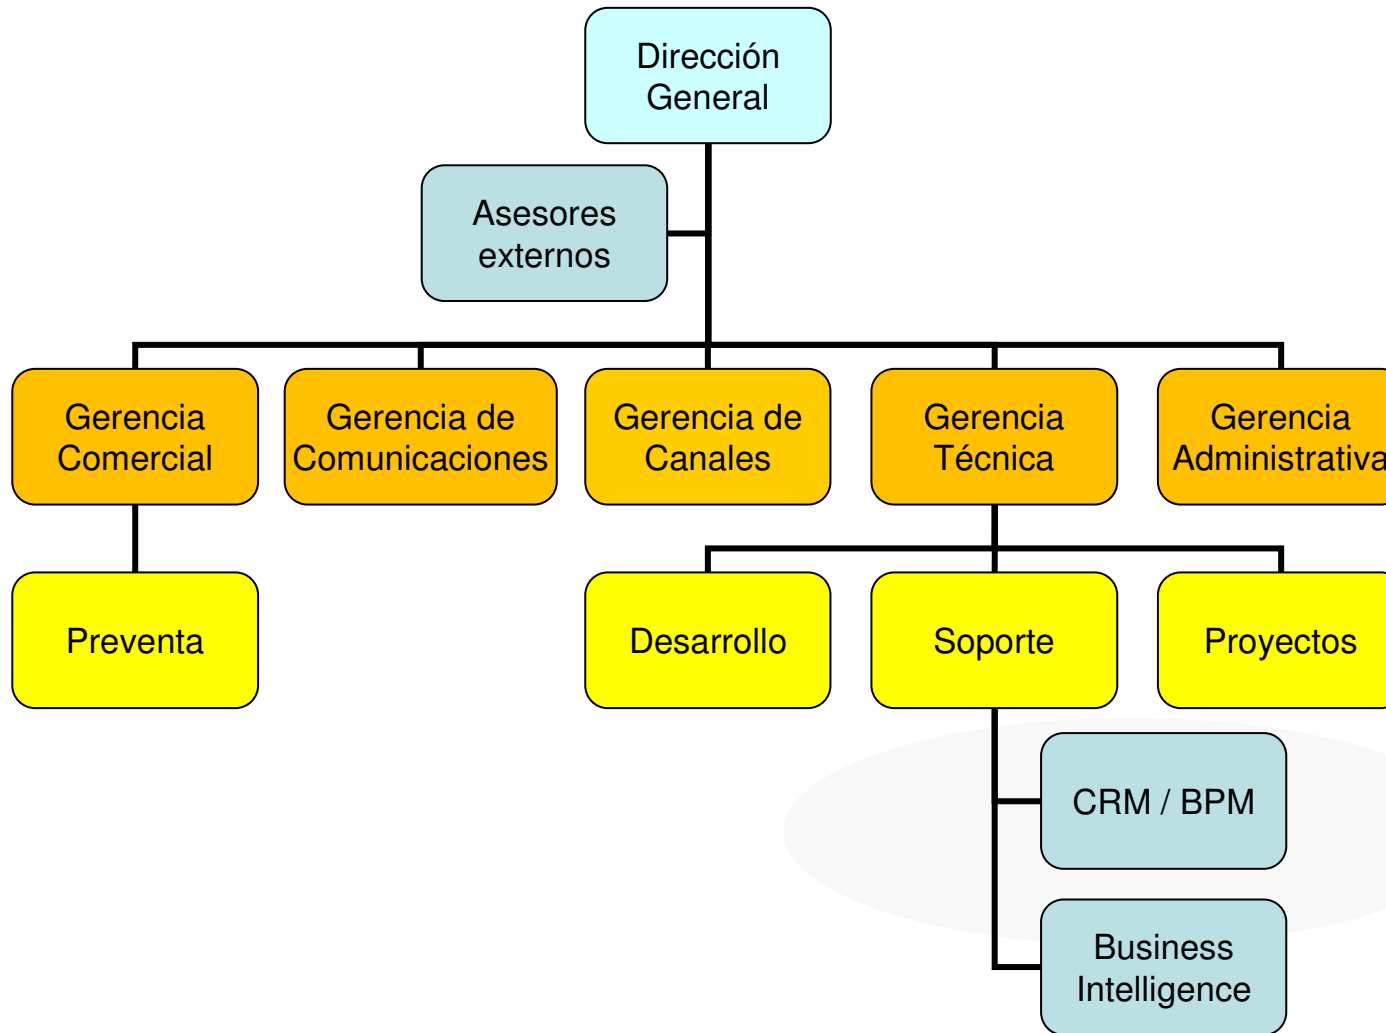 Dirección
General
Asesores
externos
Gerencia
Comercial
Gerencia de
Comunicaciones
Gerencia de
Canales
Gerencia
Técnica
Gerencia
Administrativa
Preventa
Desarrollo
Soporte
Proyectos
CRM / BPM
Business
Intelligence